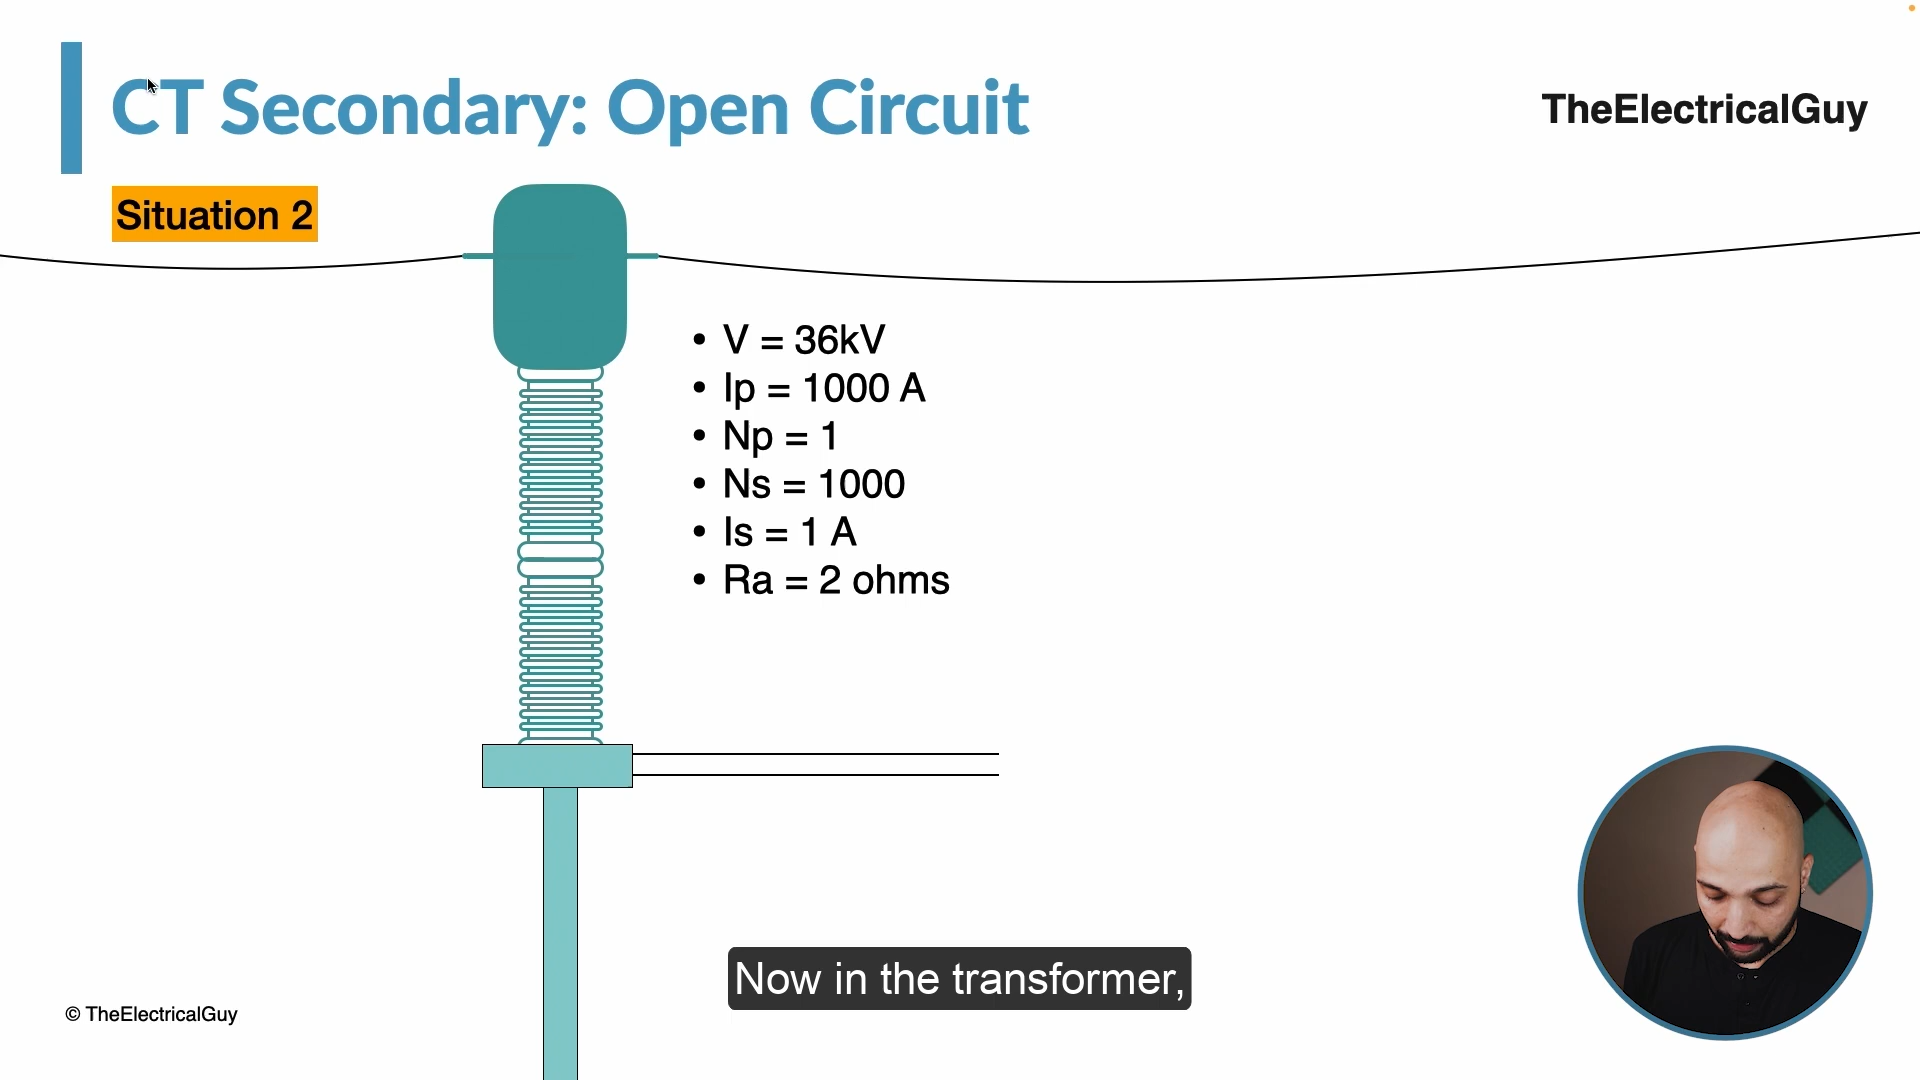 CT Secondary: Open Circuit
TheElectricalGuy
Situation 2
• V = 36kV
• Ip = 1000 A
• Np = 1
• Ns = 1000
• Is = 1 A
• Ra = 2 ohms
Now in the transformer,
© TheElectricalGuy